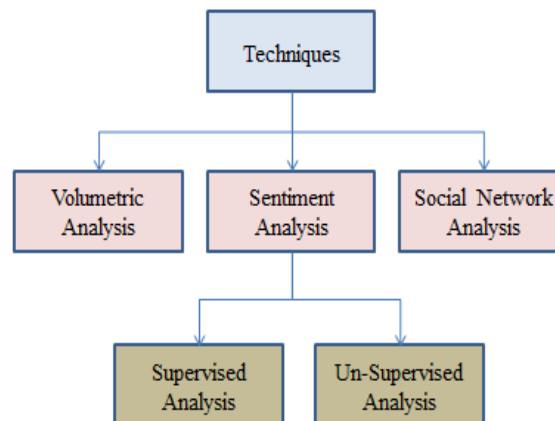 Techniques
Volumetric
Analysis
Sentiment
Analysis
Social Network
Analysis
Supervised
Analysis
Un-Supervised
Analysis